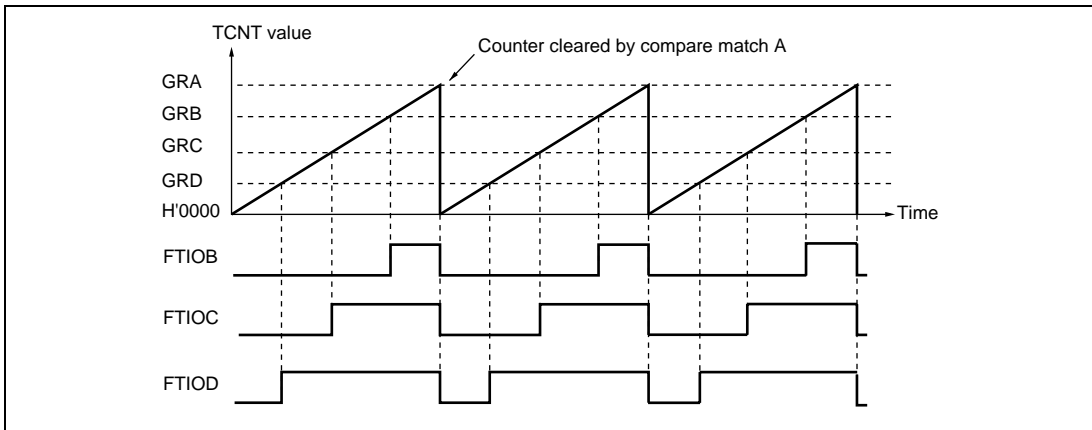 TCNT value
Counter cleared by compare match A
GRA
GRB
GRC
GRD
H'0000
Time
FTIOB
FTIOC
FTIOD